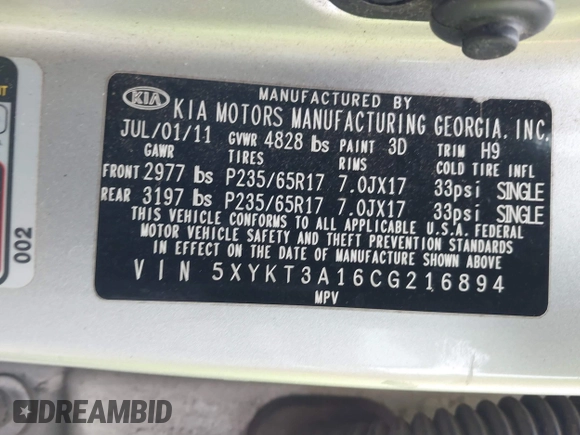 MANUFACTURED BY
KIA KIA MOTORS MANUFACTURING GEORGIA, INC.
JUL/01/11 GVWR 4828 lbs PAINT 3D TRIM H9
GAWR TIRES RIMS COLD TIRE INFL
FRONT 2977 lbs P235/65R17 7.0JX17 33psi SINGLE
REAR 3197 lbs P235/65R17 7.0JX17 33psi SINGLE
THIS VEHICLE CONFORMS TO ALL APPLICABLE U.S.A. FEDERAL
MOTOR VEHICLE SAFETY AND THEFT PREVENTION STANDARDS
IN EFFECT ON THE DATE OF MANUFACTURE SHOWN ABOVE
VIN 5XYKT3A16CG216894
MPV
002
DREAMBID